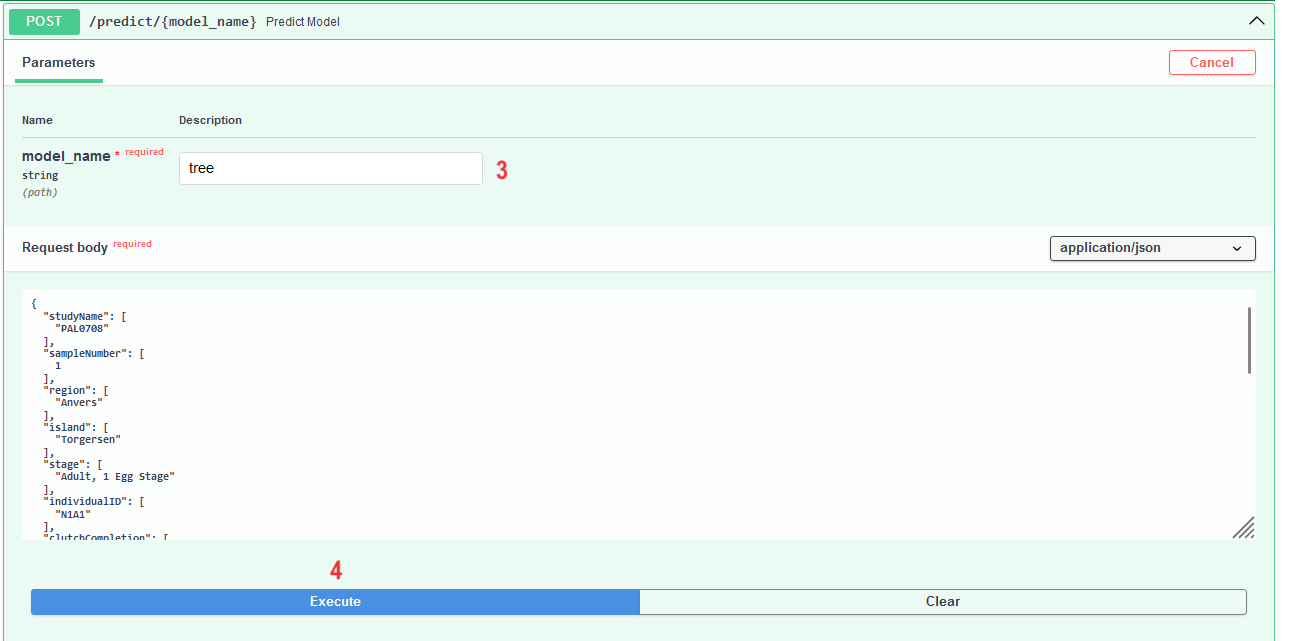 POST /predict/{model_name} Predict Model
Parameters
Cancel
Name Description
model_name * required
string
(path)
tree
3
Request body required
application/json
{
"studyName": [
"PAL0708"
],
"sampleNumber": [
1
],
"region": [
"Anvers"
],
"island": [
"Torgersen"
],
"stage": [
"Adult, 1 Egg Stage"
],
"individualID": [
"N1A1"
],
"clutchCompletion": [
4
Execute
Clear